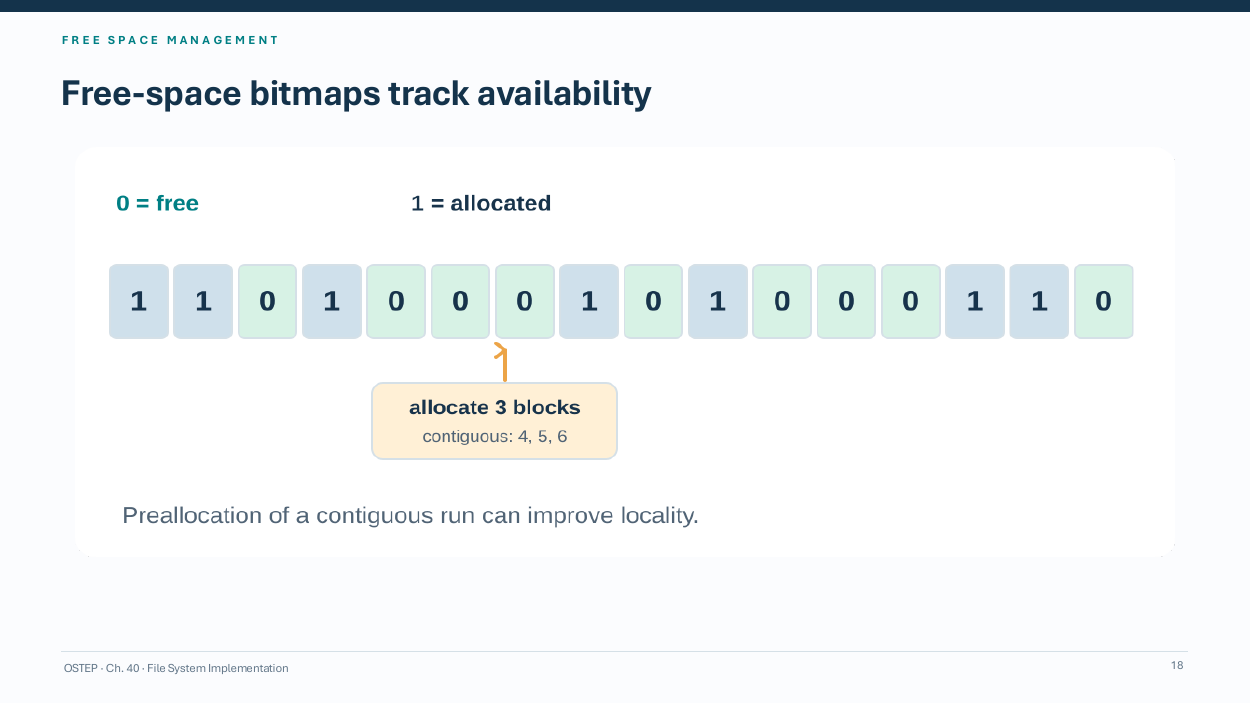 FREE SPACE MANAGEMENT
Free-space bitmaps track availability
0 = free 1 = allocated
1 1 0 1 0 0 0 1 0 1 0 0 0 1 1 0
allocate 3 blocks
contiguous: 4, 5, 6
Preallocation of a contiguous run can improve locality.
OSTEP · Ch. 40 · File System Implementation 18